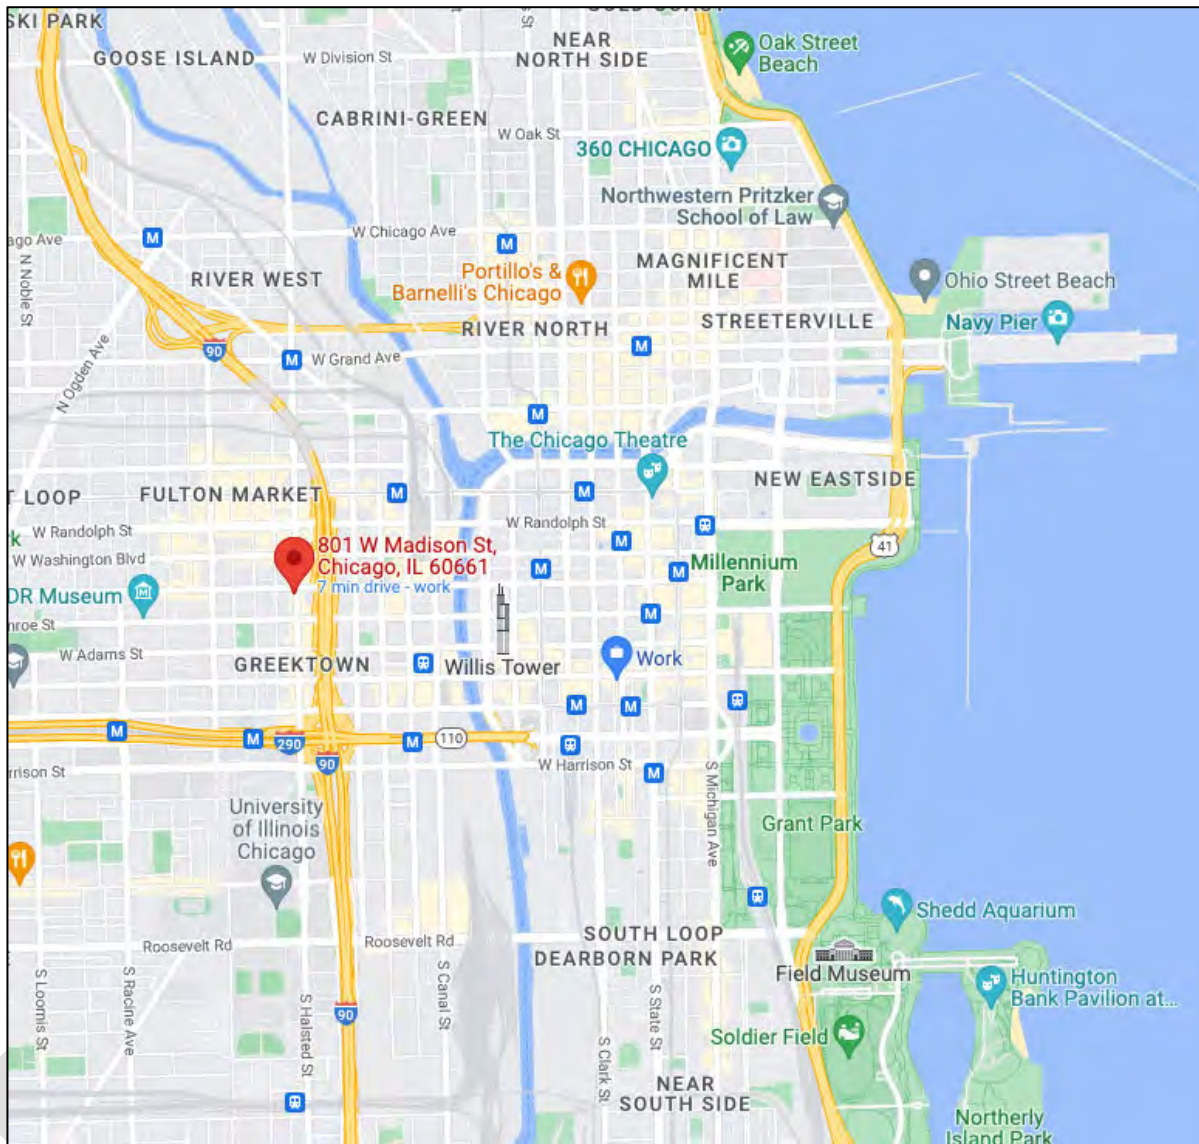 SKI PARK
GOLD COAST
GOOSE ISLAND
W Division St
St
NEAR
NORTH SIDE
Oak Street
Beach
CABRINI-GREEN
W Oak St
360 CHICAGO
Northwestern Pritzker
School of Law
ago Ave
M
W Chicago Ave
M
N Noble St
RIVER WEST
Portillo's &
Barnelli's Chicago
MAGNIFICENT
MILE
Ohio Street Beach
RIVER NORTH
STREETERVILLE
Navy Pier
90
M
W Grand Ave
M
N Ogden Ave
M
The Chicago Theatre
T LOOP
FULTON MARKET
M
M
NEW EASTSIDE
W Randolph St
W Randolph St
k
W Washington Blvd
801 W Madison St,
Chicago, IL 60661
7 min drive - work
M
M
M
Millennium
Park
41
DR Museum
M
nroe St
W Adams St
GREEKTOWN
Willis Tower
Work
M
M
M
M
290
90
M
110
W Harrison St
M
rrison St
S Michigan Ave
University
of Illinois
Chicago
Grant Park
Shedd Aquarium
Roosevelt Rd
Roosevelt Rd
SOUTH LOOP
DEARBORN PARK
Field Museum
E
S Loomis St
S Racine Ave
S Halsted St
90
S Canal St
S Clark St
S State St
Huntington
Bank Pavilion at...
Soldier Field
NEAR
SOUTH SIDE
Northerly
Island Park